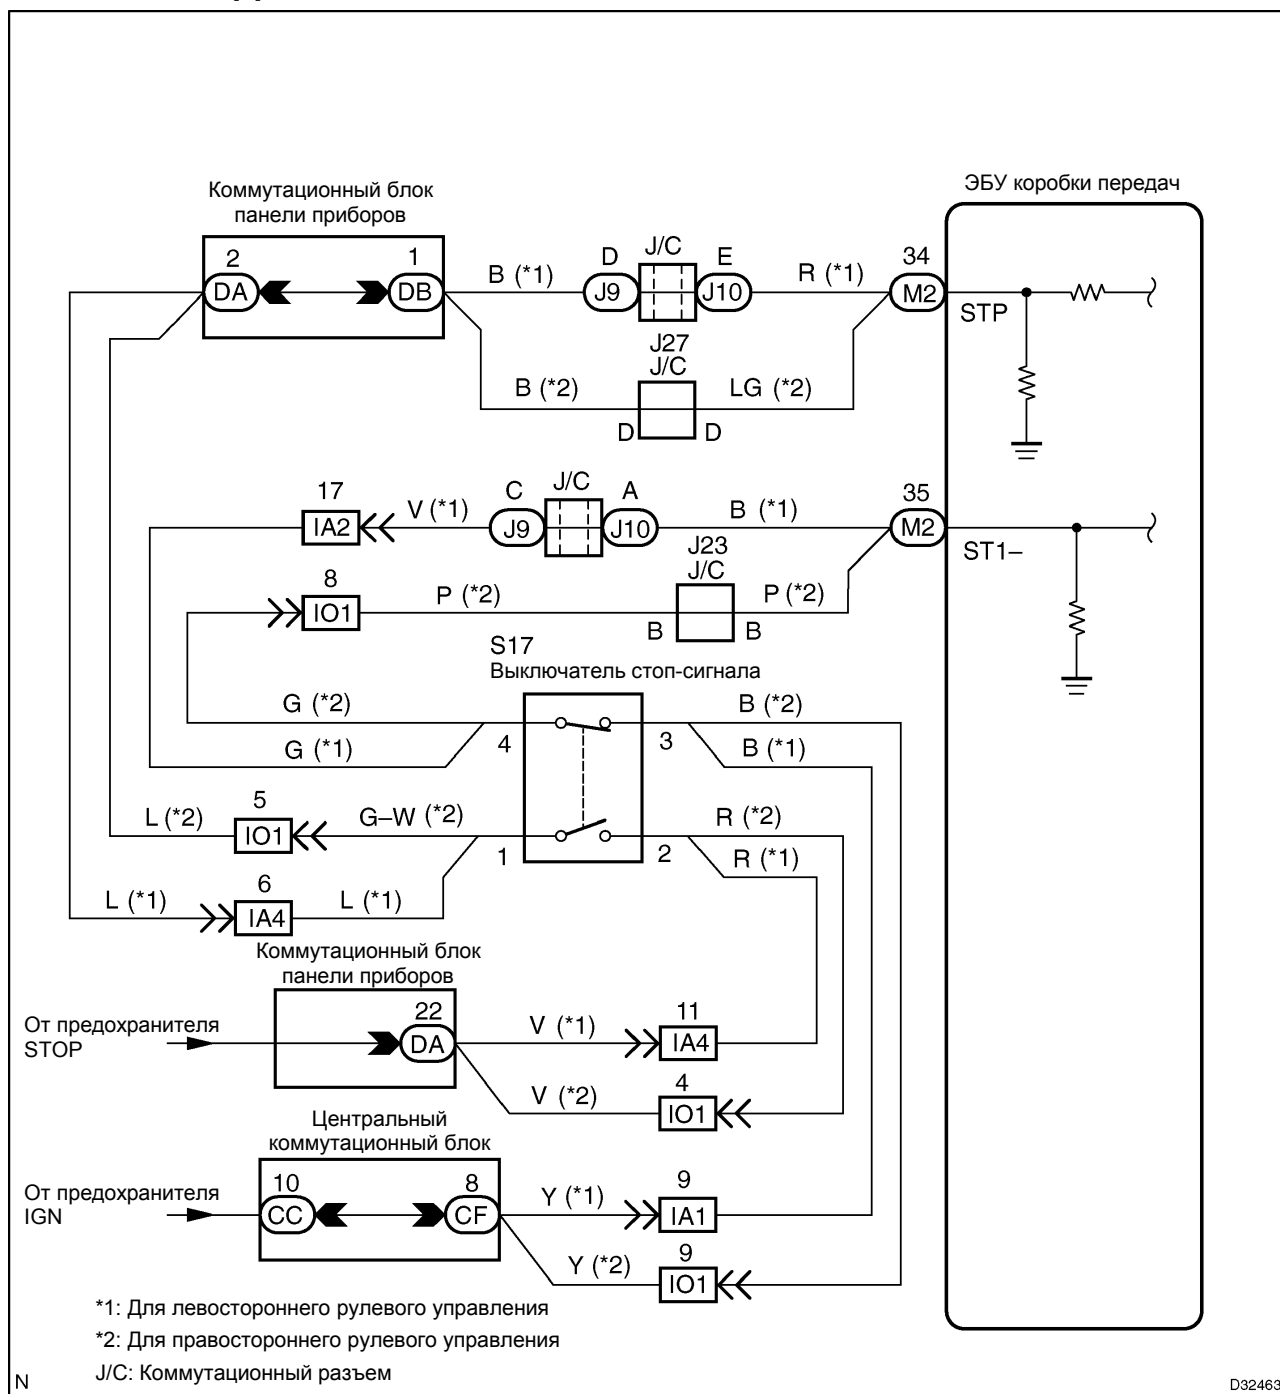 Коммутационный блок
панели приборов
ЭБУ коробки передач
2
1
DA
DB
B (*1)
D
J/C
E
J9
J10
R (*1)
34
M2
STP
J27
J/C
B (*2)
LG (*2)
D
D
17
IA2
V (*1)
C
J/C
A
J9
J10
B (*1)
35
M2
ST1–
J23
J/C
8
IO1
P (*2)
P (*2)
B
B
S17
Выключатель стоп-сигнала
G (*2)
4
3
B (*2)
G (*1)
B (*1)
5
L (*2)
IO1
G–W (*2)
1
2
R (*2)
R (*1)
6
L (*1)
IA4
L (*1)
Коммутационный блок
панели приборов
От предохранителя
STOP
22
DA
V (*1)
11
IA4
V (*2)
4
IO1
Центральный
коммутационный блок
От предохранителя
IGN
10
CC
8
CF
Y (*1)
9
IA1
Y (*2)
9
IO1
*1: Для левостороннего рулевого управления
*2: Для правостороннего рулевого управления
J/C: Коммутационный разъем
N
D32463